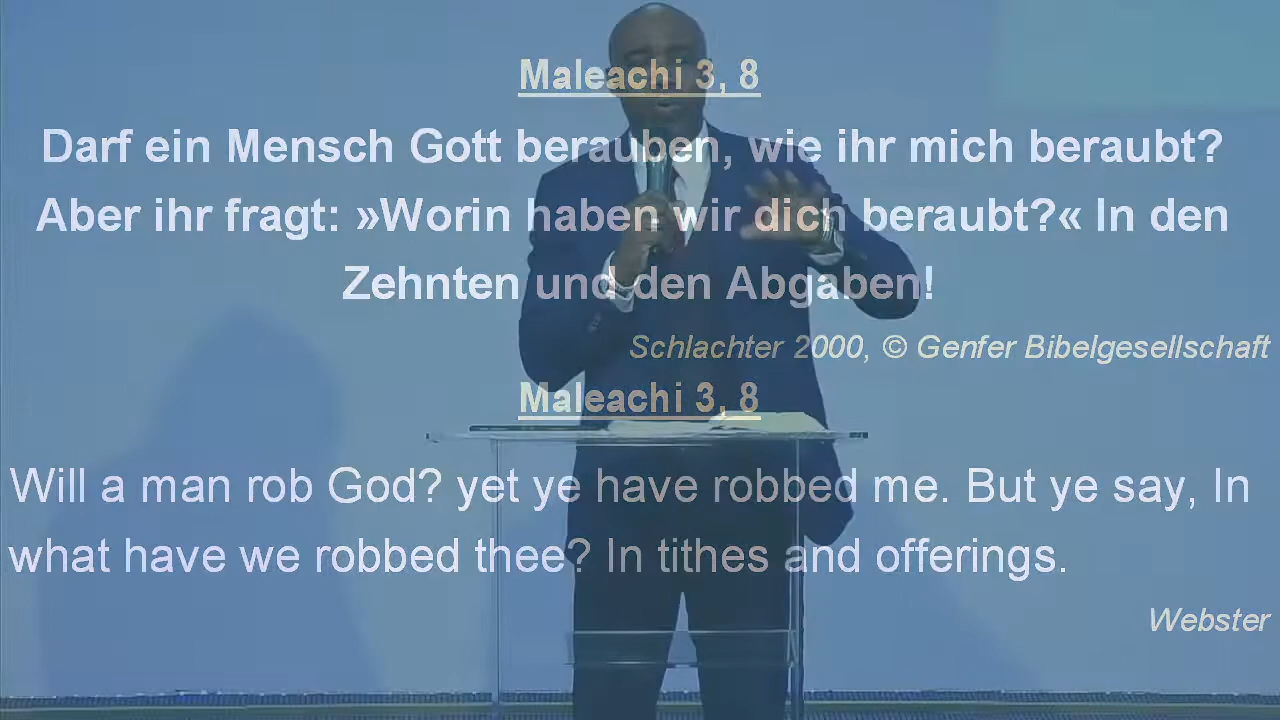 Maleachi 3, 8
Darf ein Mensch Gott berauben, wie ihr mich beraubt?
Aber ihr fragt: »Worin haben wir dich beraubt?« In den
Zehnten und den Abgaben!
Schlachter 2000, © Genfer Bibelgesellschaft
Maleachi 3, 8
Will a man rob God? yet ye have robbed me. But ye say, In
what have we robbed thee? In tithes and offerings.
Webster